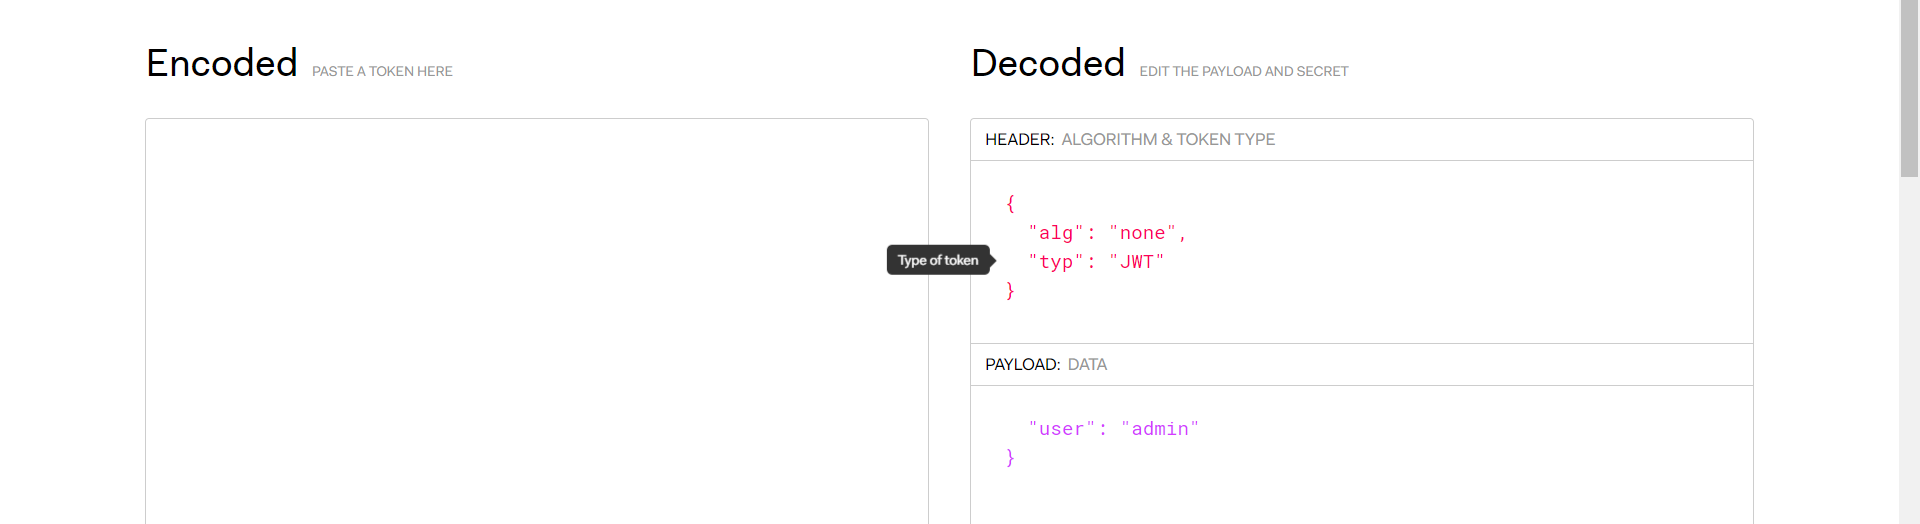 Encoded PASTE A TOKEN HERE
Decoded EDIT THE PAYLOAD AND SECRET
HEADER: ALGORITHM & TOKEN TYPE
{
"alg": "none",
Type of token
"typ": "JWT"
}
PAYLOAD: DATA
"user": "admin"
}